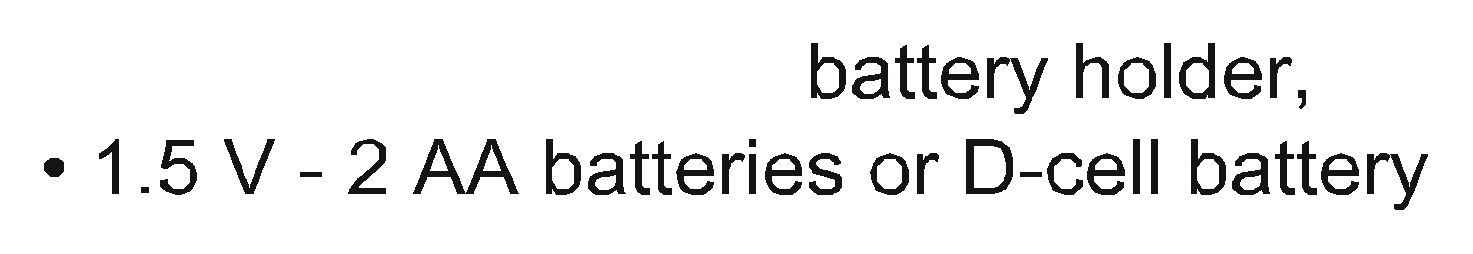 battery holder,
• 1.5 V - 2 AA batteries or D-cell battery